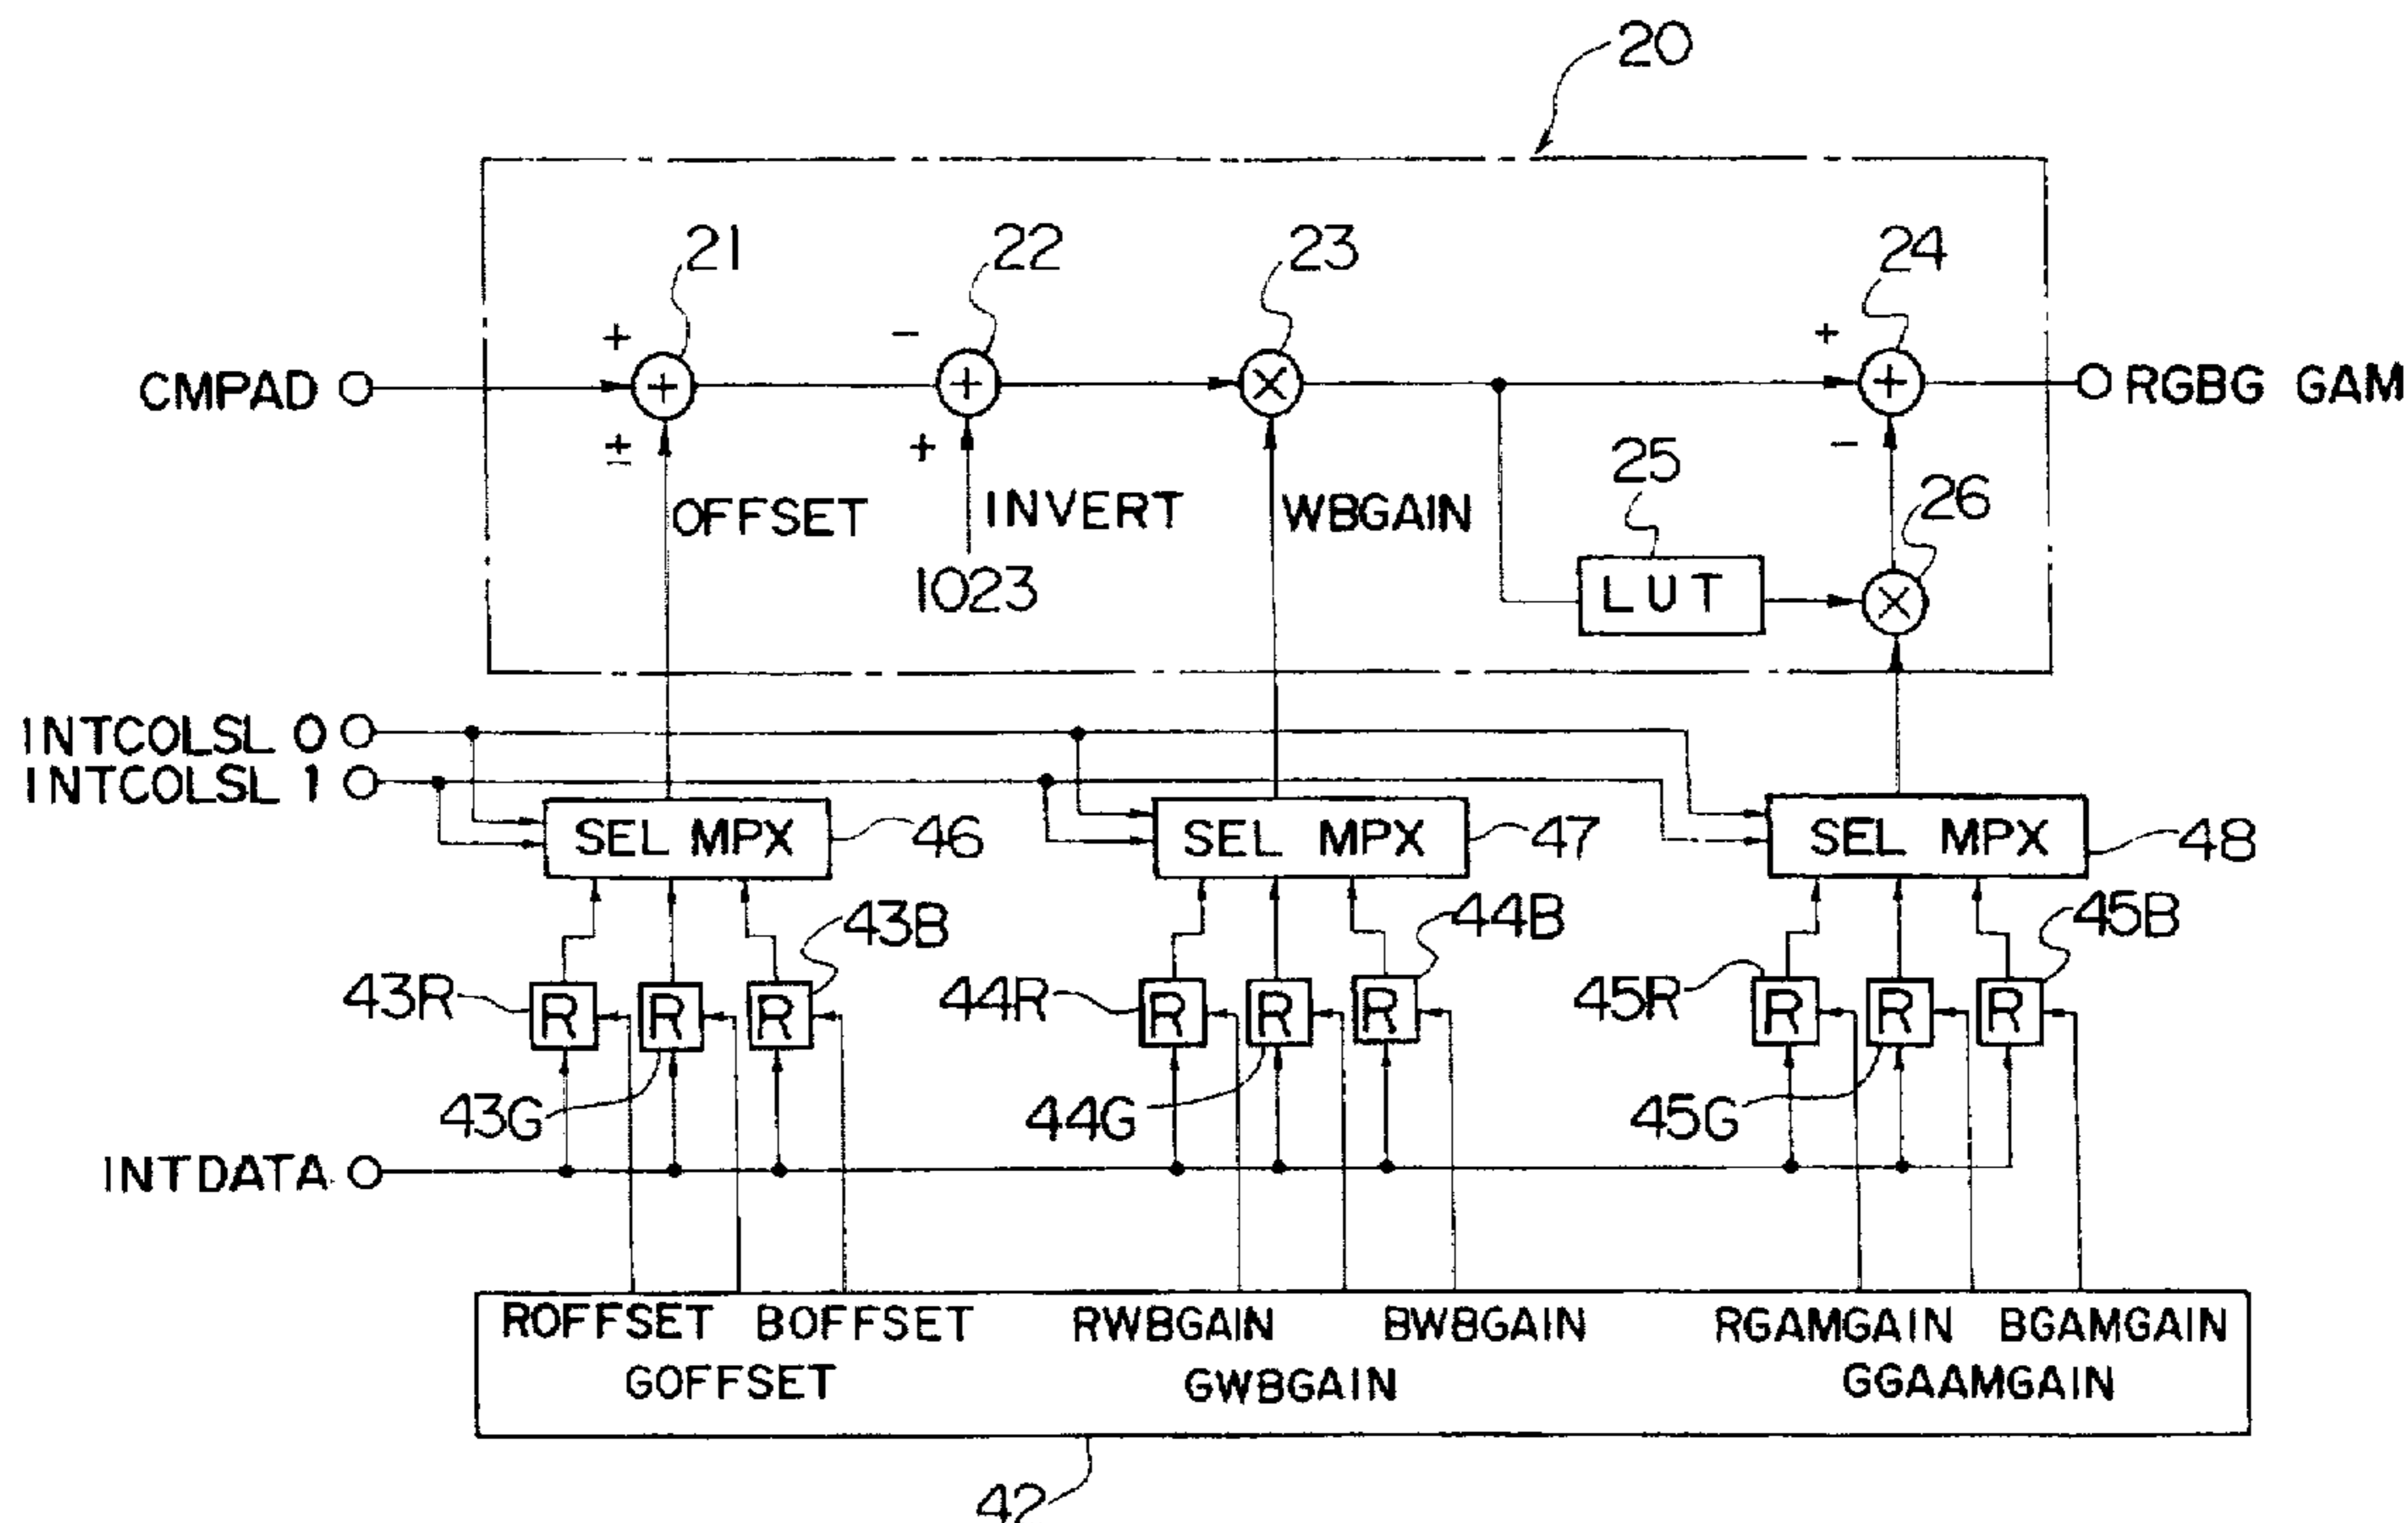 20
21
22
23
24
+
-
+
CMPAD
+
+
×
+
RGBG GAM
±
+
-
25
26
OFFSET
INVERT
WBGAIN
1023
LUT
×
INTCOLSL 0
INTCOLSL 1
SEL MPX
46
SEL MPX
47
SEL MPX
48
43B
44B
45B
43R
R
R
R
44R
R
R
R
45R
R
R
R
43G
44G
45G
INTDATA
ROFFSET
BOFFSET
RWBGAIN
BWBGAIN
RGAMGAIN
BGAMGAIN
GOFFSET
GWBGAIN
GGAAMGAIN
42